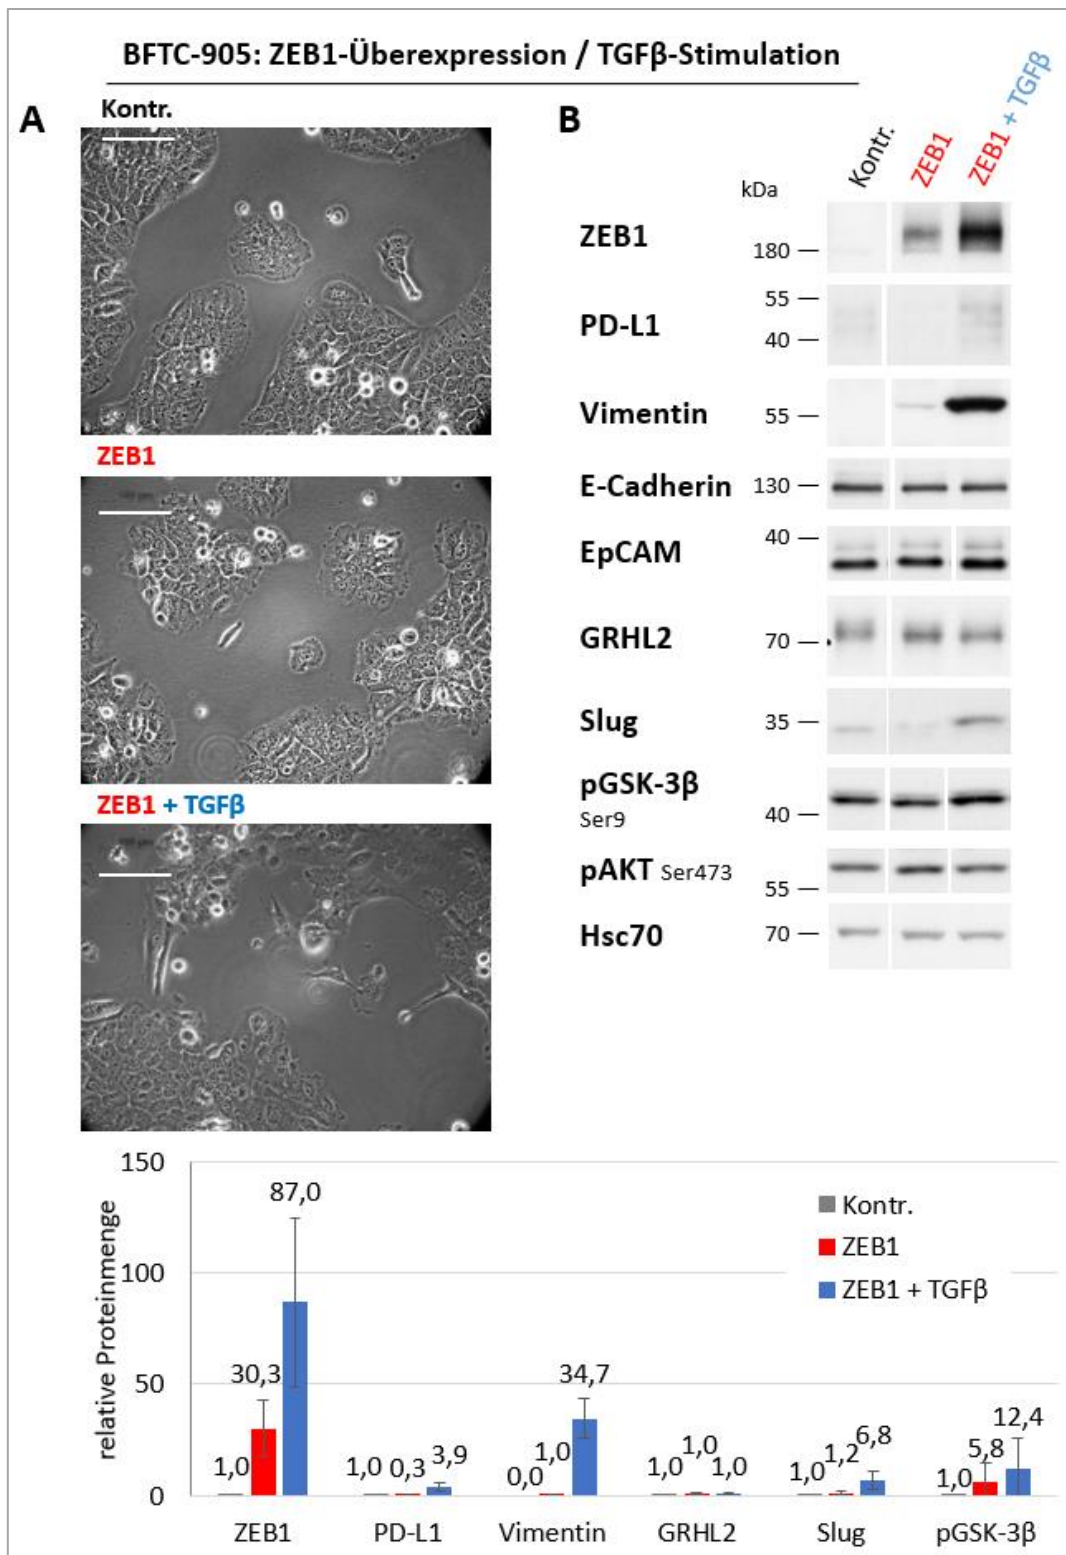 BFTC-905: ZEB1-Überexpression / TGFβ-Stimulation
A
Kontr.
ZEB1
ZEB1 + TGFβ
B
kDa
Kontr.
ZEB1
ZEB1 + TGFβ
ZEB1
180
PD-L1
55
40
Vimentin
55
E-Cadherin 130
EpCAM
40
GRHL2
70
Slug
35
pGSK-3β
Ser9
40
pAKT Ser473
55
Hsc70
70
relative Proteinmenge
150
100
50
0
1,0 30,3 87,0
1,0 0,3 3,9
0,0 1,0 34,7
1,0 1,0 1,0
1,0 1,2 6,8
1,0 5,8 12,4
Kontr.
ZEB1
ZEB1 + TGFβ
ZEB1 PD-L1 Vimentin GRHL2 Slug pGSK-3β